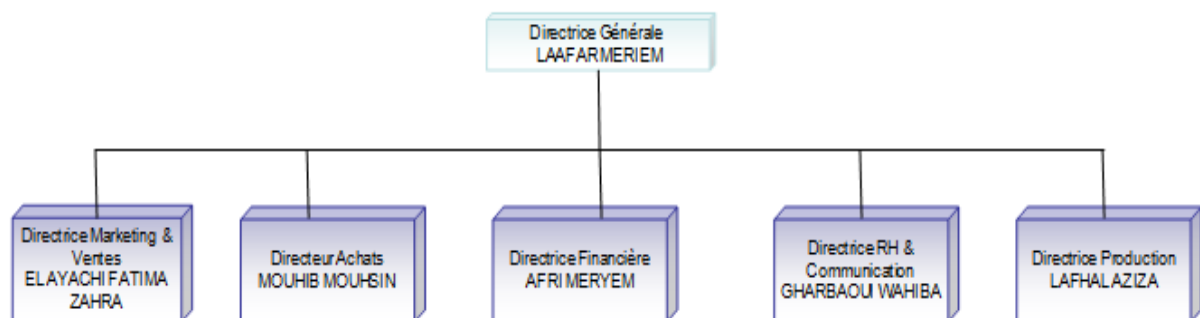 Directrice Générale
LAAFAR MERIEM
Directrice Marketing &
Ventes
ELAYACHI FATIMA
ZAHRA
Directeur Achats
MOUHIB MOUHSIN
Directrice Financière
AFRI MERYEM
Directrice RH &
Communication
GHARBAOUI WAHIBA
Directrice Production
LAFHAL AZIZA